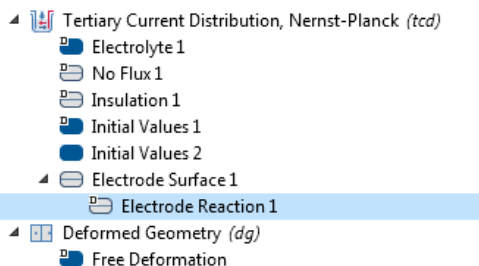 Tertiary Current Distribution, Nernst-Planck (tcd)
Electrolyte 1
No Flux 1
Insulation 1
Initial Values 1
Initial Values 2
Electrode Surface 1
Electrode Reaction 1
Deformed Geometry (dg)
Free Deformation